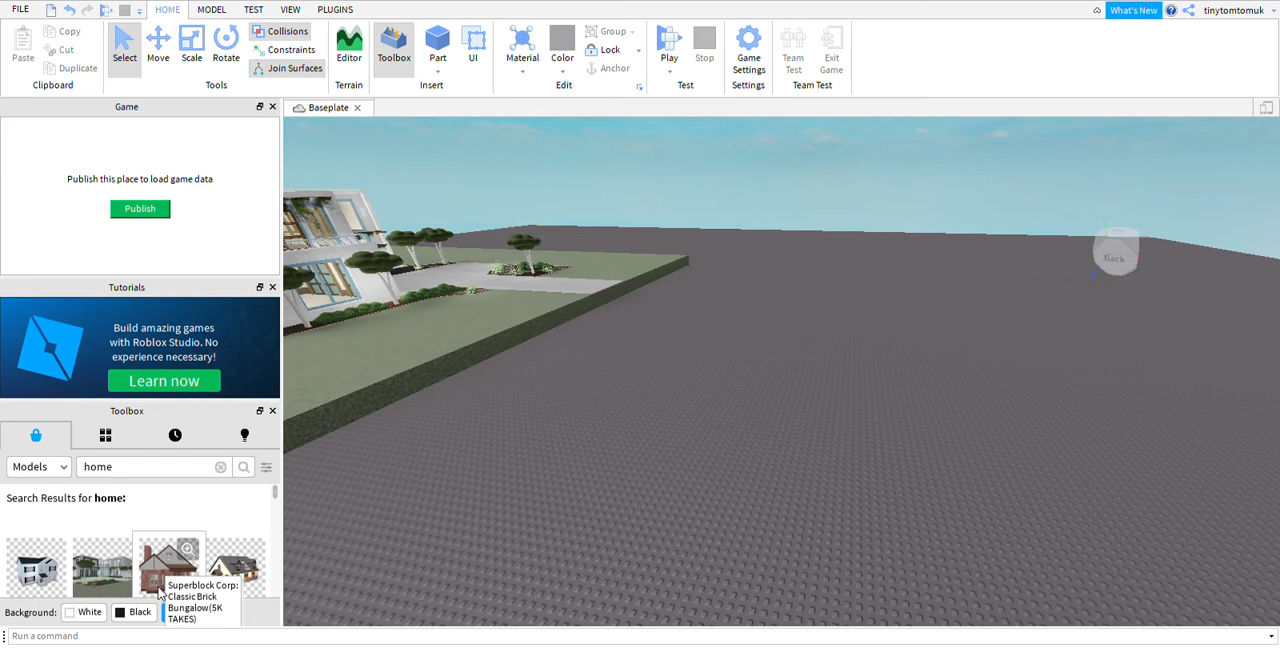 FILE HOME MODEL TEST VIEW PLUGINS What's New tinytomtomuk
Paste Copy Cut Duplicate
Clipboard
Select Move Scale Rotate Collisions Constraints Join Surfaces
Tools
Editor
Terrain
Toolbox Part UI
Insert
Material Color Group Lock Anchor
Edit
Play Stop
Test
Game
Settings
Settings
Team
Test
Exit
Game
Team Test
Game
Baseplate
Publish this place to load game data
Publish
Back
Tutorials
Build amazing games
with Roblox Studio. No
experience necessary!
Learn now
Toolbox
Models home
Search Results for home:
Superblock Corp:
Classic Brick
Bungalow(5K
TAKES)
Background: White Black
Run a command